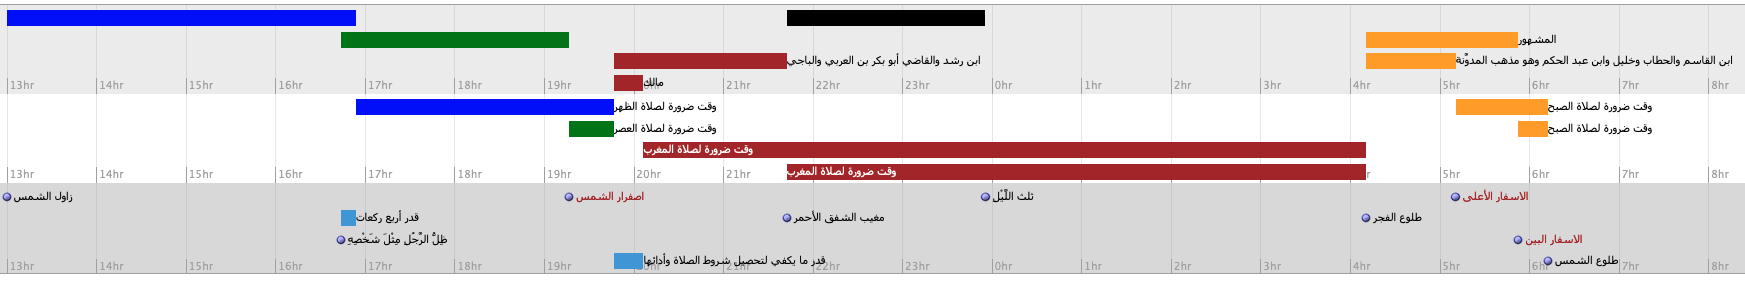 المشهور
ابن رشد والقاضي أبو بكر بن العربي والباجي
ابن القاسم والحطاب وخليل وابن عبد الحكم وهو مذهب المدوّنة
مالك
13hr 14hr 15hr 16hr 17hr 18hr 19hr 20hr 21hr 22hr 23hr 0hr 1hr 2hr 3hr 4hr 5hr 6hr 7hr 8hr
وقت ضرورة لصلاة الظهر
وقت ضرورة لصلاة الصبح
وقت ضرورة لصلاة العصر
وقت ضرورة لصلاة الصبح
وقت ضرورة لصلاة المغرب
وقت ضرورة لصلاة المغرب
13hr 14hr 15hr 16hr 17hr 18hr 19hr 20hr 21hr 22hr 23hr 0hr 1hr 2hr 3hr 4hr 5hr 6hr 7hr 8hr
زاول الشمس
اصفرار الشمس
ثلث اللّيْل
الاسفار الأعلى
قدر أربع ركعات
مغيب الشفق الأحمر
طلوع الفجر
ظِلُّ الرَّجُلِ مِثْلَ شَخْصِهِ
الاسفار البين
قدر ما يكفي لتحصيل شروط الصلاة وأدائها
طلوع الشمس
13hr 14hr 15hr 16hr 17hr 18hr 19hr 20hr 21hr 22hr 23hr 0hr 1hr 2hr 3hr 4hr 5hr 6hr 7hr 8hr